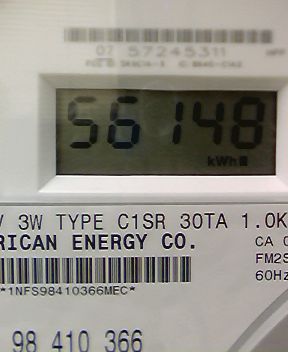 07 57245311
56148
kWh
V 3W TYPE C1SR 30TA 1.0K
RICAN ENERGY CO.
CA 0
FM2S
60Hz
*1NFS98410366MEC*
98 410 366